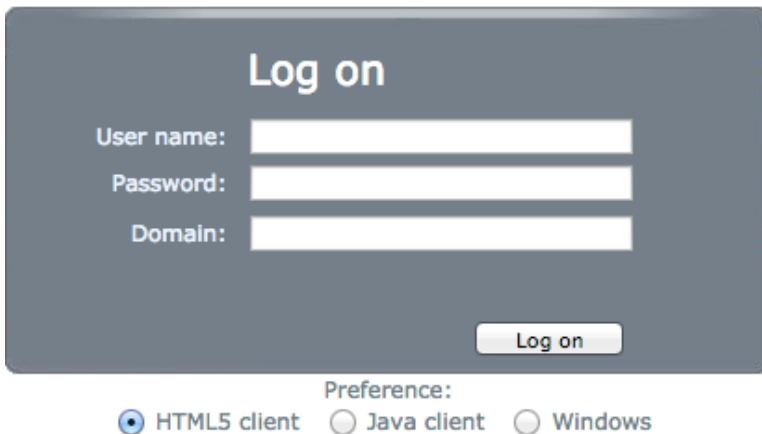 Log on
User name:
Password:
Domain:
Log on
Preference:
HTML5 client Java client Windows